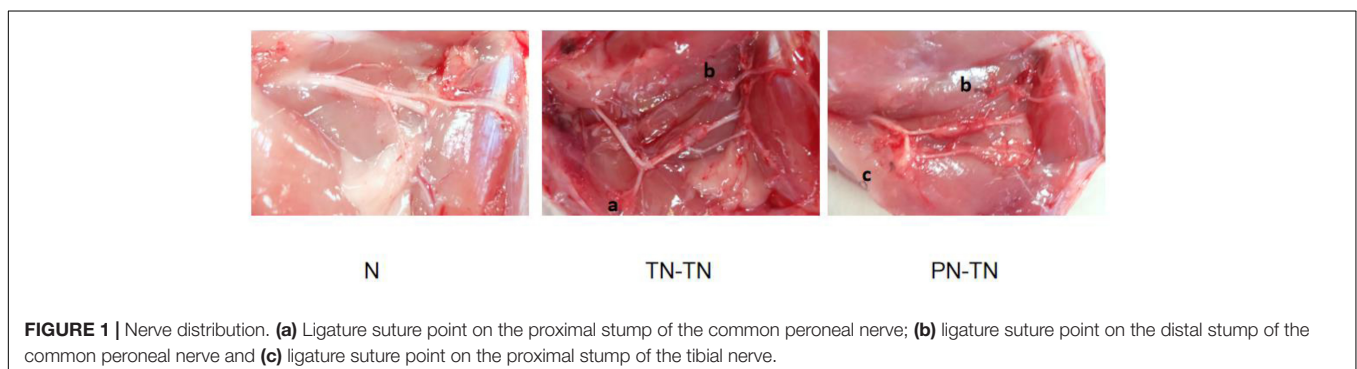 b
b
c
a
N TN-TN PN-TN
FIGURE 1 | Nerve distribution. (a) Ligature suture point on the proximal stump of the common peroneal nerve; (b) ligature suture point on the distal stump of the
common peroneal nerve and (c) ligature suture point on the proximal stump of the tibial nerve.